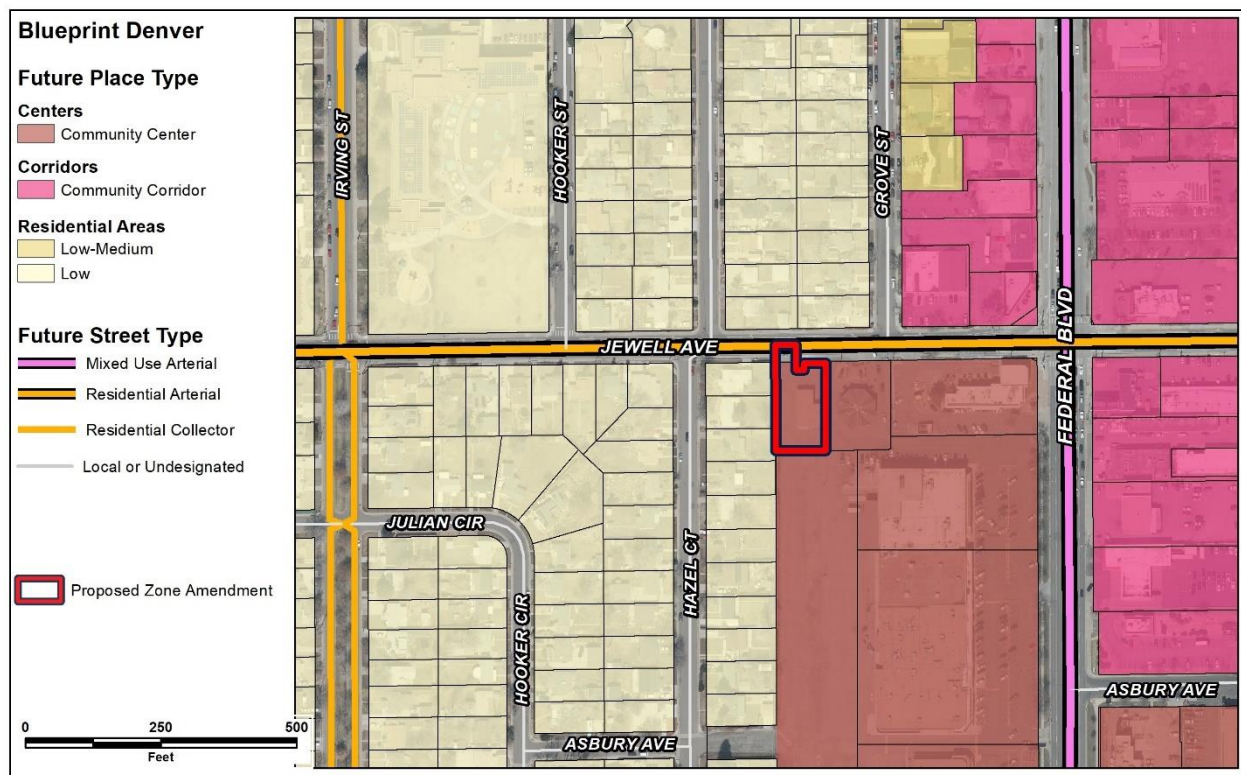 Blueprint Denver
Future Place Type
Centers
Community Center
Corridors
Community Corridor
Residential Areas
Low-Medium
Low
Future Street Type
Mixed Use Arterial
Residential Arterial
Residential Collector
Local or Undesignated
Proposed Zone Amendment
0 250 500
Feet
IRVING ST
HOOKER ST
GROVE ST
FEDERAL BLVD
JEWELL AVE
JULIAN CIR
HOOKER CIR
HAZEL CT
ASBURY AVE
ASBURY AVE